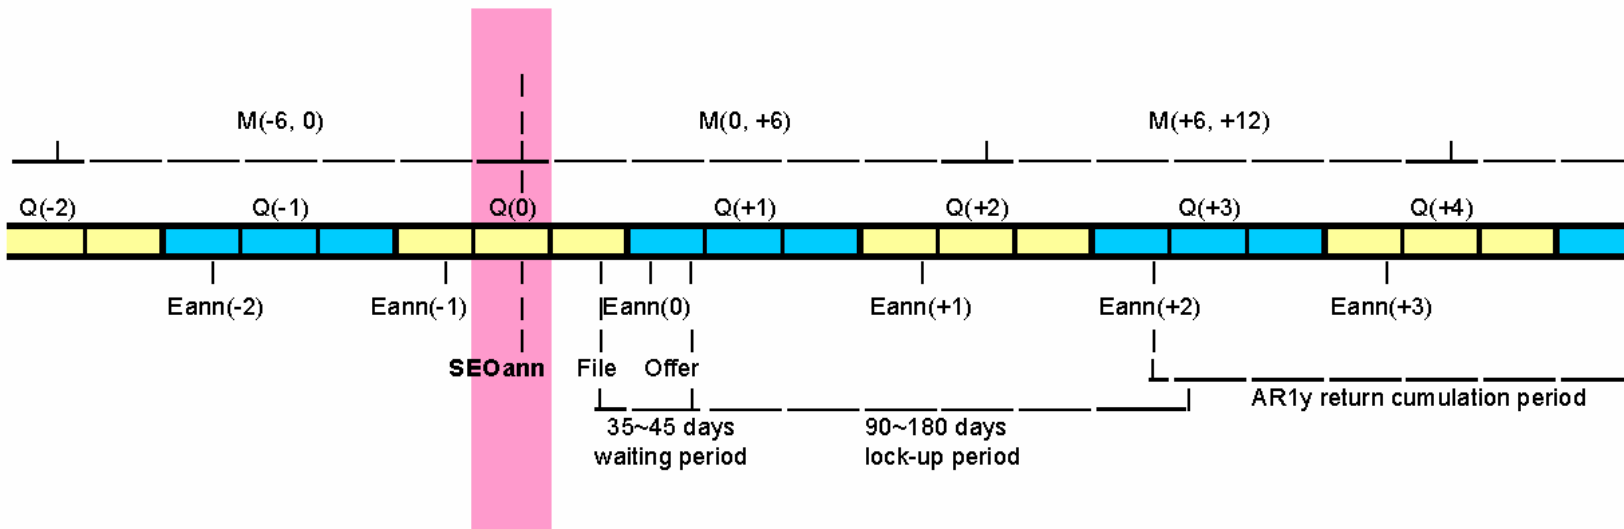 M(-6, 0) M(0, +6) M(+6, +12)
Q(-2) Q(-1) Q(0) Q(+1) Q(+2) Q(+3) Q(+4)
Eann(-2) Eann(-1) Eann(0) Eann(+1) Eann(+2) Eann(+3)
SEOann File Offer
AR1y return cumulation period
35~45 days 90~180 days
waiting period lock-up period